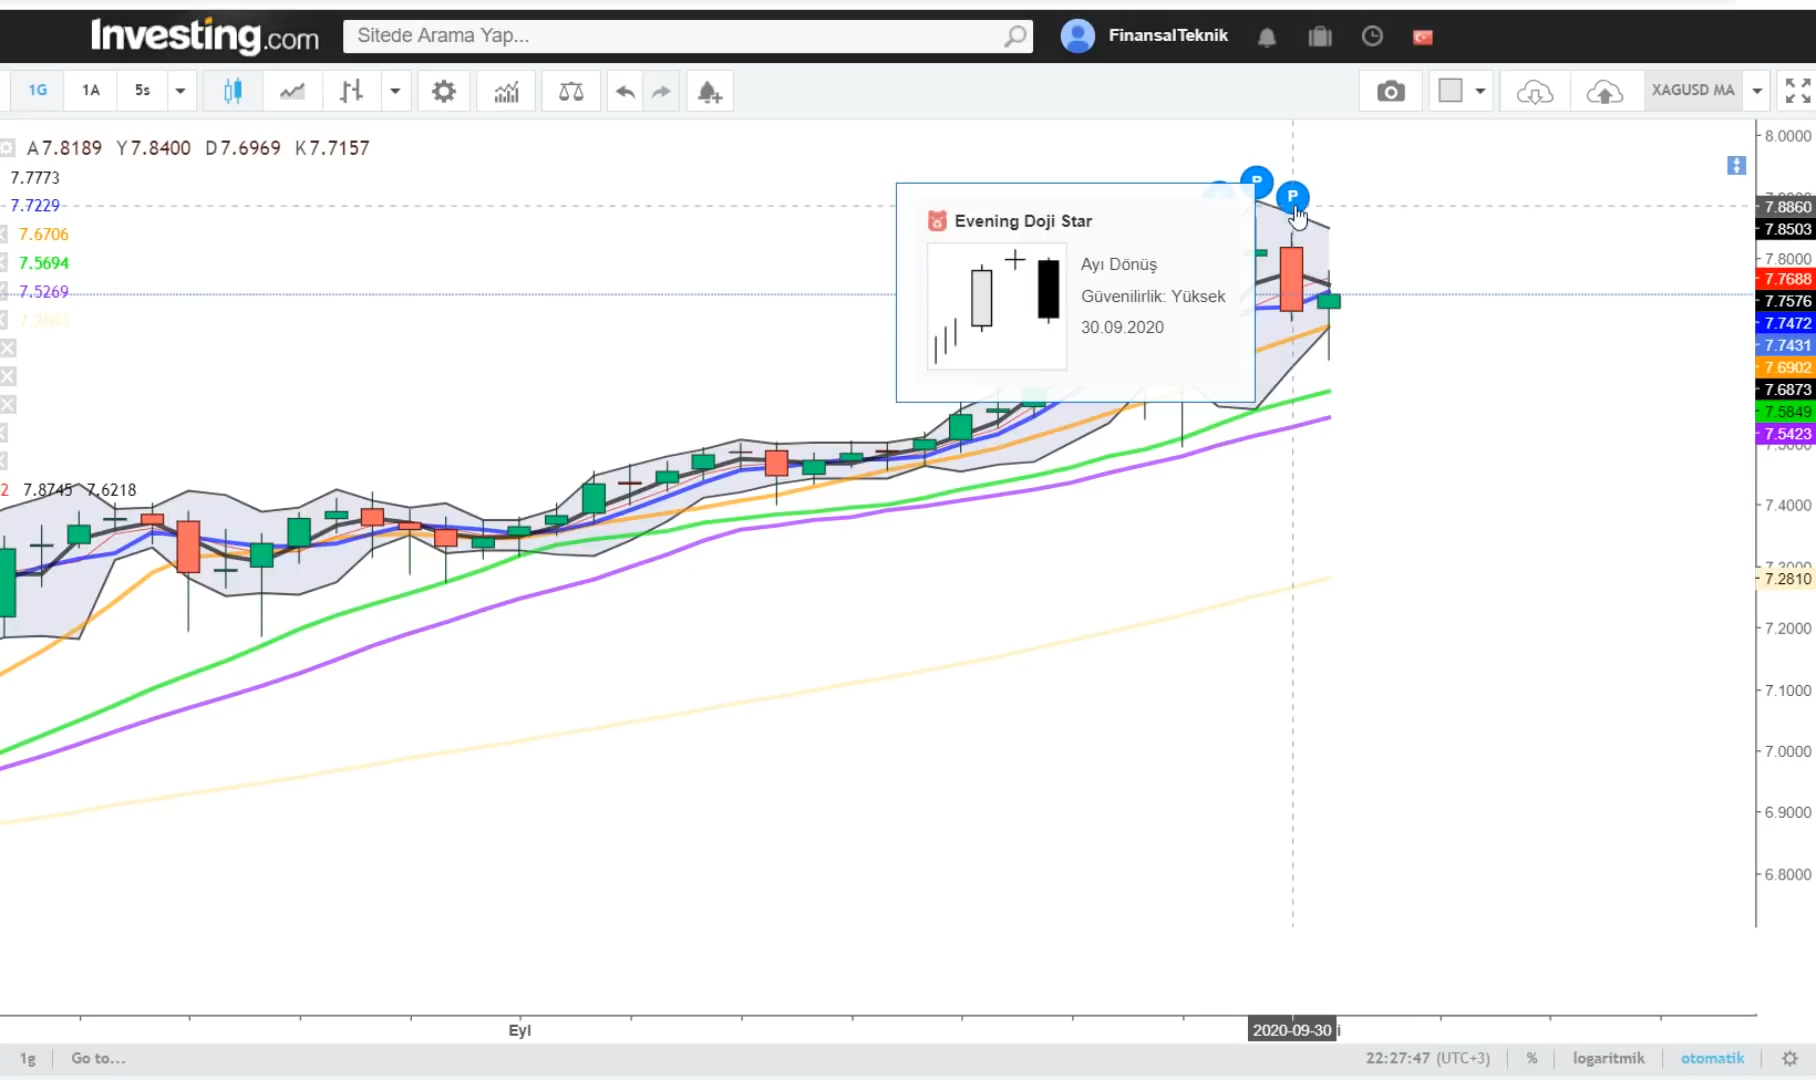 Investing.com
Sitede Arama Yap...
FinansalTeknik
1G 1A 5s
XAGUSD MA
A7.8189 Y7.8400 D7.6969 K7.7157
7.7773
7.7229
7.6706
7.5694
7.5269
2 7.8745 7.6218
P P
Evening Doji Star
Ayı Dönüş
Güvenilirlik: Yüksek
30.09.2020
8.0000
7.8860
7.8503
7.8000
7.7688
7.7576
7.7472
7.7431
7.6902
7.6873
7.5849
7.5423
7.4000
7.2810
7.2000
7.1000
7.0000
6.9000
6.8000
Eyl
2020-09-30
1g Go to...
22:27:47 (UTC+3) % logaritmik otomatik